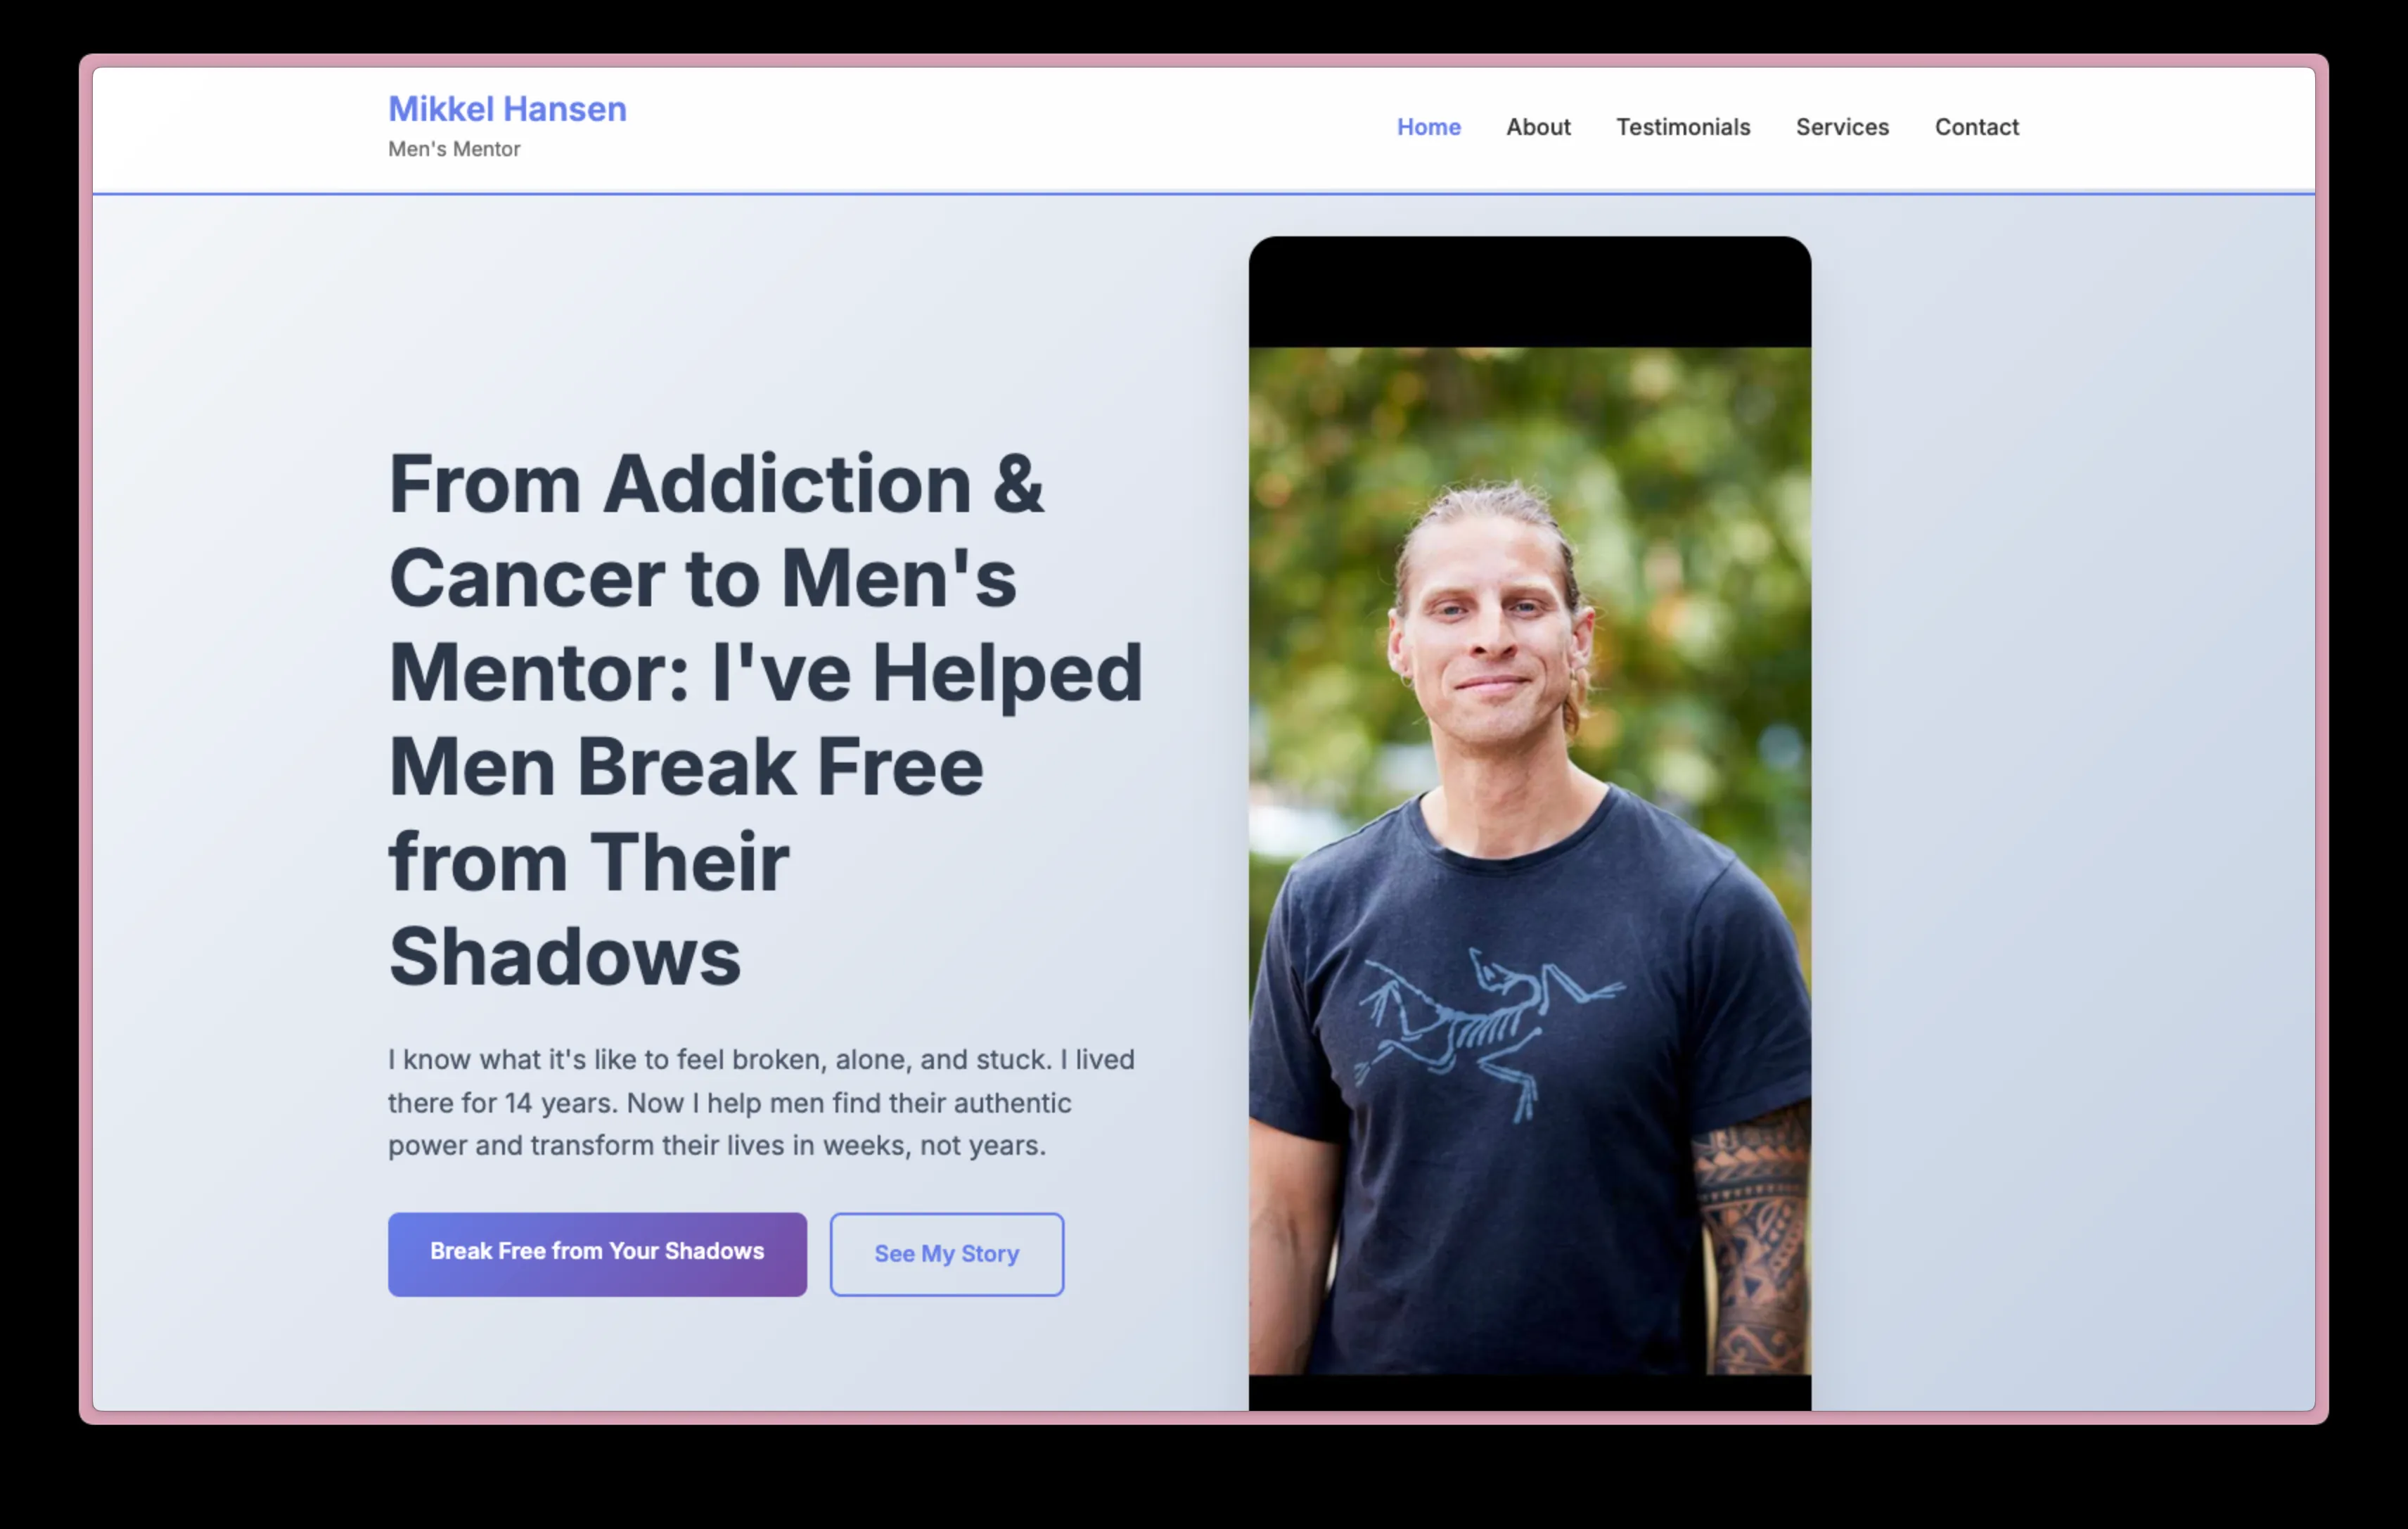 Mikkel Hansen
Men's Mentor
Home About Testimonials Services Contact
From Addiction &
Cancer to Men's
Mentor: I've Helped
Men Break Free
from Their
Shadows
I know what it's like to feel broken, alone, and stuck. I lived
there for 14 years. Now I help men find their authentic
power and transform their lives in weeks, not years.
Break Free from Your Shadows
See My Story